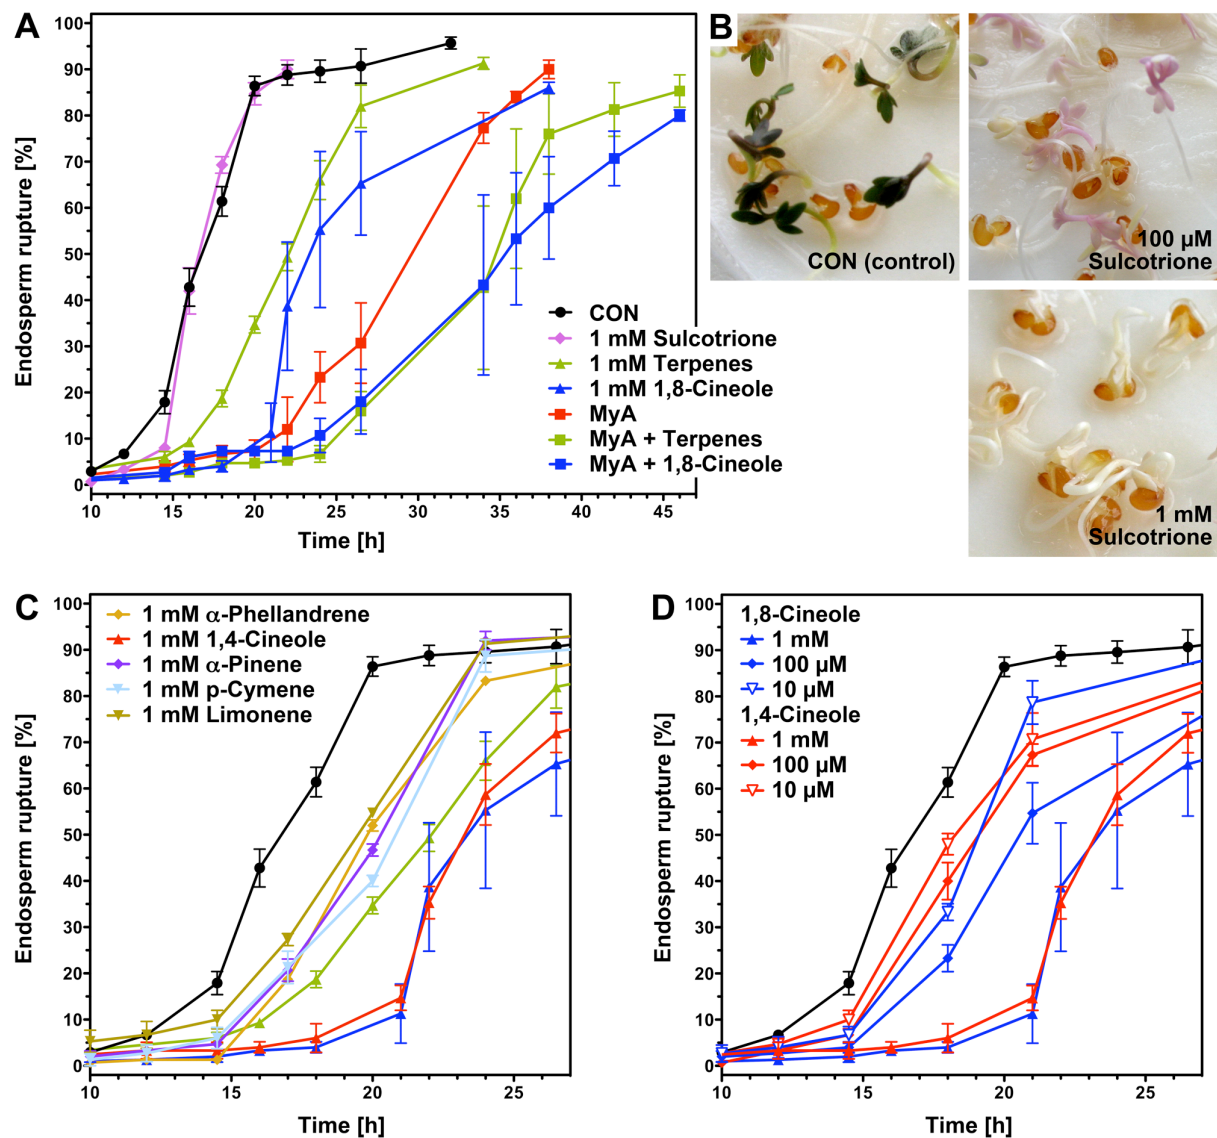 A
Endosperm rupture [%]
100
90
80
70
60
50
40
30
20
10
0
10 15 20 25 30 35 40 45
Time [h]
CON
1 mM Sulcotrione
1 mM Terpenes
1 mM 1,8-Cineole
MyA
MyA + Terpenes
MyA + 1,8-Cineole
B
CON (control)
100 µM
Sulcotrione
1 mM
Sulcotrione
C
Endosperm rupture [%]
100
90
80
70
60
50
40
30
20
10
0
10 15 20 25
Time [h]
1 mM α-Phellandrene
1 mM 1,4-Cineole
1 mM α-Pinene
1 mM p-Cymene
1 mM Limonene
D
Endosperm rupture [%]
100
90
80
70
60
50
40
30
20
10
0
10 15 20 25
Time [h]
1,8-Cineole
1 mM
100 µM
10 µM
1,4-Cineole
1 mM
100 µM
10 µM